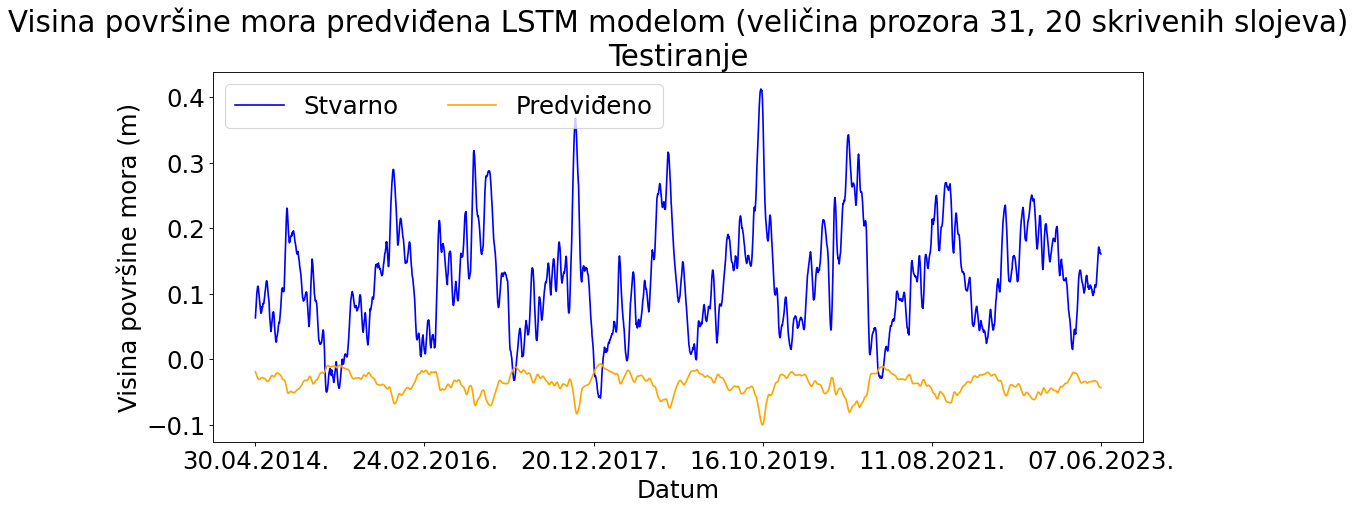 Visina površine mora predviđena LSTM modelom (veličina prozora 31, 20 skrivenih slojeva)
Testiranje
Stvarno Predviđeno
Visina površine mora (m)
0.4
0.3
0.2
0.1
0.0
−0.1
30.04.2014. 24.02.2016. 20.12.2017. 16.10.2019. 11.08.2021. 07.06.2023.
Datum